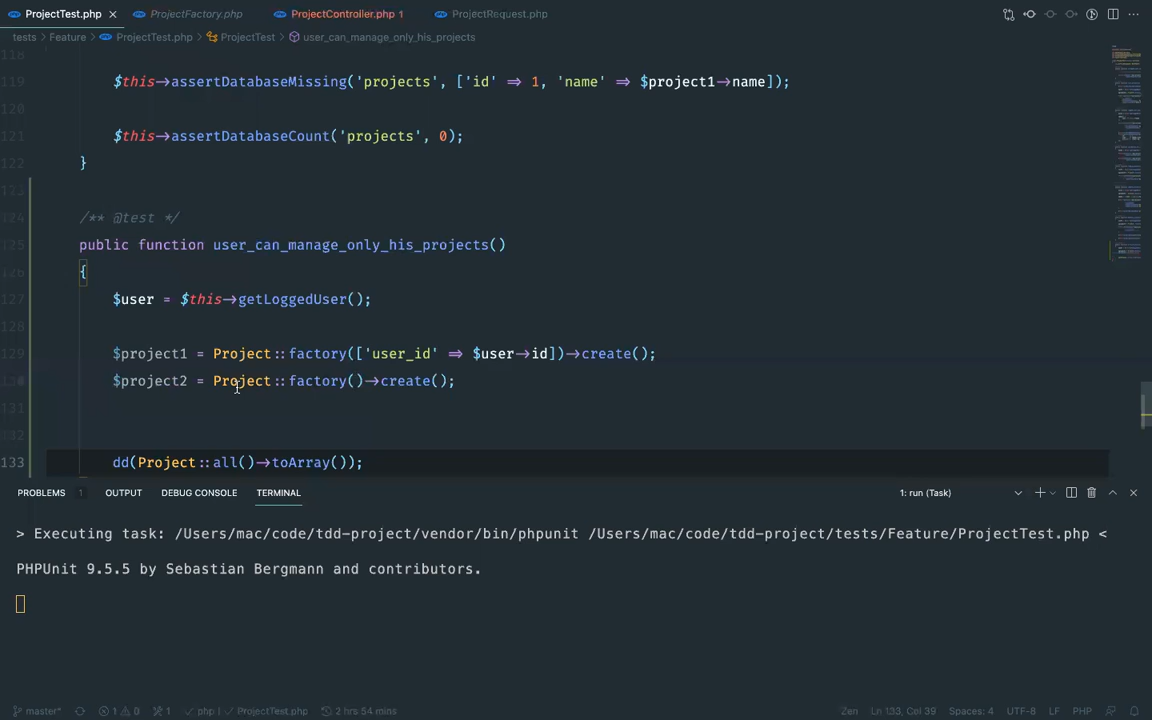 ProjectTest.php ProjectFactory.php ProjectController.php 1 ProjectRequest.php
tests Feature ProjectTest.php ProjectTest user_can_manage_only_his_projects
118
119 $this->assertDatabaseMissing('projects', ['id' => 1, 'name' => $project1->name]);
120
121 $this->assertDatabaseCount('projects', 0);
122 }
123
124 /** @test */
125 public function user_can_manage_only_his_projects()
126 {
127 $user = $this->getLoggedUser();
128
129 $project1 = Project::factory(['user_id' => $user->id])->create();
130 $project2 = Project::factory()->create();
131
132
133 dd(Project::all()->toArray());
PROBLEMS 1 OUTPUT DEBUG CONSOLE TERMINAL 1: run (Task)
> Executing task: /Users/mac/code/tdd-project/vendor/bin/phpunit /Users/mac/code/tdd-project/tests/Feature/ProjectTest.php <
PHPUnit 9.5.5 by Sebastian Bergmann and contributors.
master* 1 0 1 php ProjectTest.php 2 hrs 54 mins Zen Ln 133, Col 39 Spaces: 4 UTF-8 LF PHP